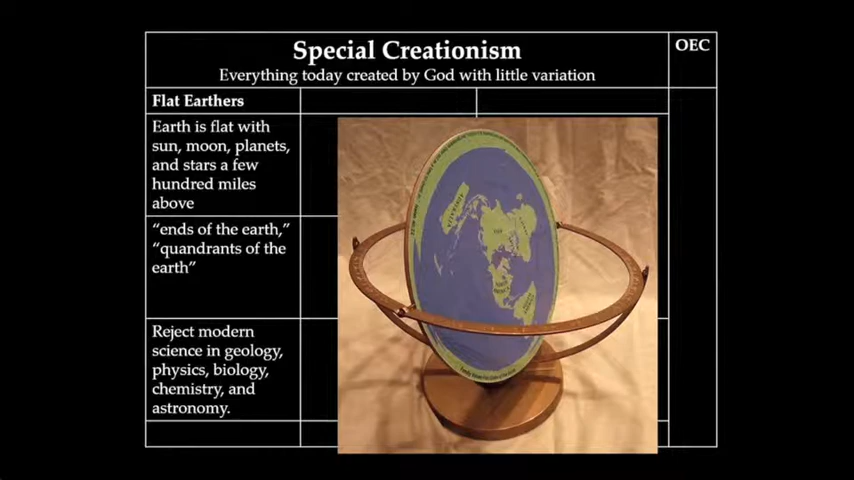 Special Creationism
OEC
Everything today created by God with little variation
Flat Earthers
Earth is flat with
sun, moon, planets,
and stars a few
hundred miles
above
“ends of the earth,”
“quandrants of the
earth”
Reject modern
science in geology,
physics, biology,
chemistry, and
astronomy.